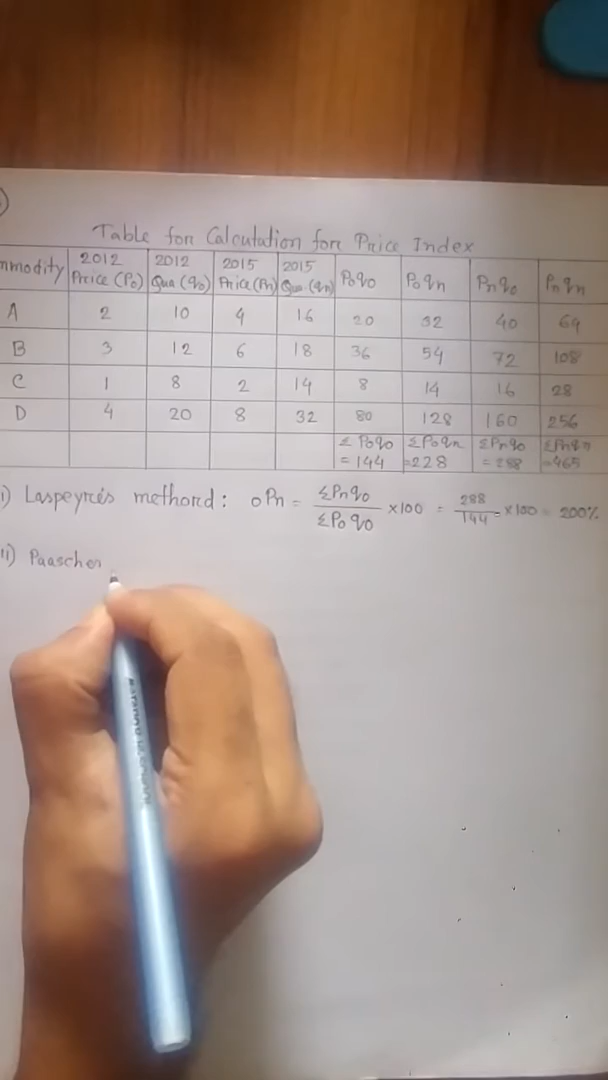 Table for Calculation for Price Index
mmodity 2012 Price (P₀) 2012 Qua (q₀) 2015 Price (Pn) 2015 Qua. (qn) P₀q₀ P₀qn Pnq₀ Pnqn
A 2 10 4 16 20 32 40 64
B 3 12 6 18 36 54 72 108
C 1 8 2 14 8 14 16 28
D 4 20 8 32 80 128 160 256
ΣP₀q₀ =144 ΣP₀qn =228 ΣPnq₀ =288 ΣPnqn =465
i) Laspeyre's methord: ₀Pn = ΣPnq₀ / ΣP₀q₀ ×100 = 288 / 144 ×100 = 200%
ii) Paaschen